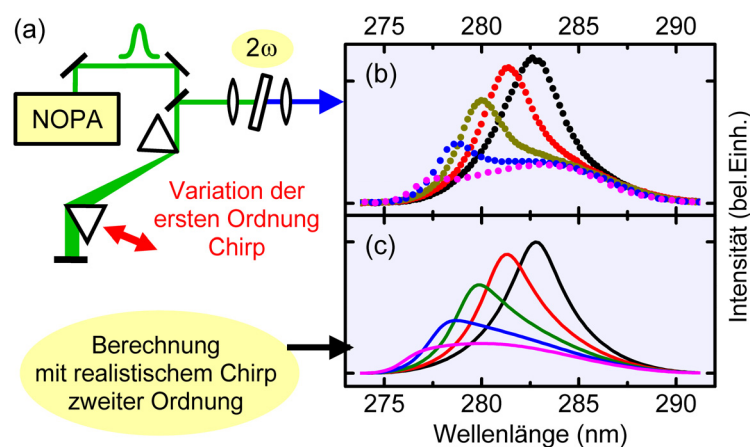 (a)
2ω
NOPA
Variation der
ersten Ordnung
Chirp
Berechnung
mit realistischem Chirp
zweiter Ordnung
275 280 285 290
(b)
(c)
275 280 285 290
Wellenlänge (nm)
Intensität (bel.Einh.)